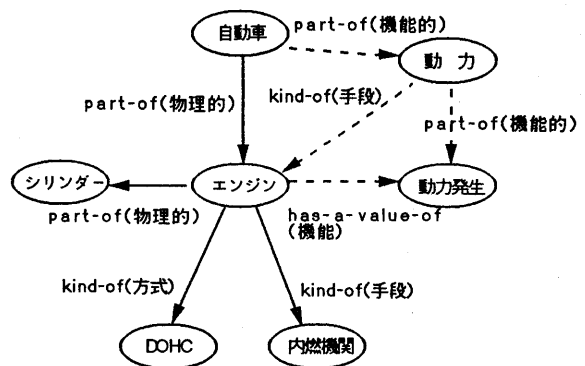 自動車
part-of(機能的)
動 力
part-of(物理的)
kind-of(手段)
part-of(機能的)
シリンダー
エンジン
動力発生
part-of(物理的)
has-a-value-of
(機能)
kind-of(方式)
kind-of(手段)
DOHC
内燃機関